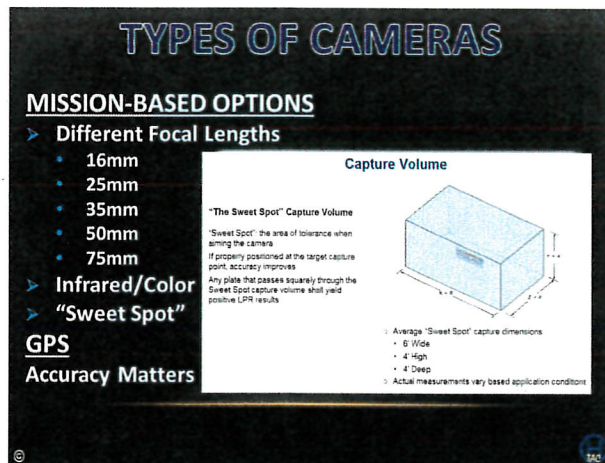 TYPES OF CAMERAS
MISSION-BASED OPTIONS
➤ Different Focal Lengths
• 16mm
• 25mm
• 35mm
• 50mm
• 75mm
➤ Infrared/Color
➤ “Sweet Spot”
GPS
Accuracy Matters
Capture Volume
"The Sweet Spot" Capture Volume
"Sweet Spot": the area of tolerance when
aiming the camera
If properly positioned at the target capture
point, accuracy improves
Any plate that passes squarely through the
Sweet Spot capture volume shall yield
positive LPR results
Average "Sweet Spot" capture dimensions
• 6' Wide
• 4' High
• 4' Deep
Actual measurements vary based application conditions
©
TAG